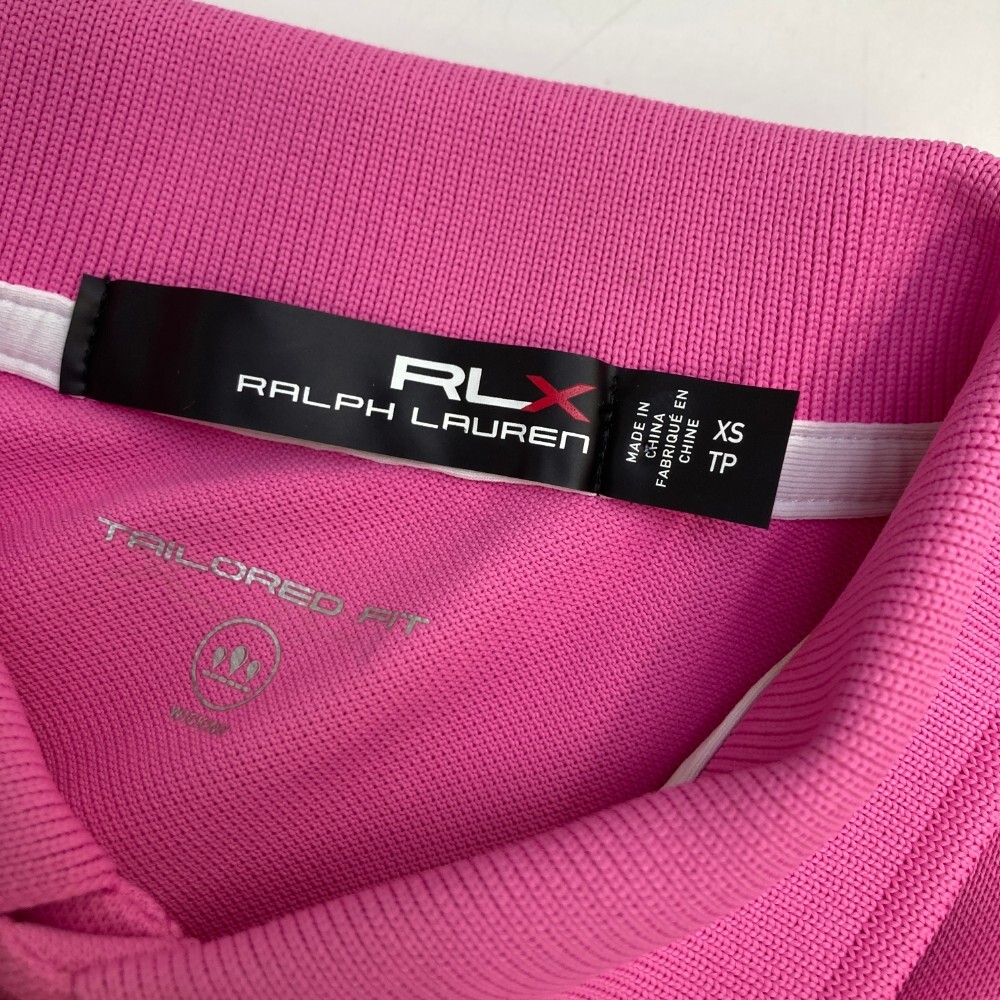 RLX
RALPH LAUREN
MADE IN
CHINA
FABRIQUÉ EN
CHINE
XS
TP
TAILORED FIT